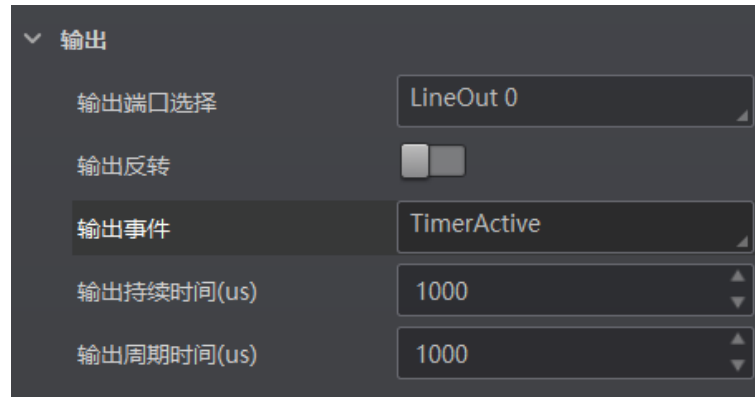 输出
输出端口选择 LineOut 0
输出反转
输出事件 TimerActive
输出持续时间(us) 1000
输出周期时间(us) 1000